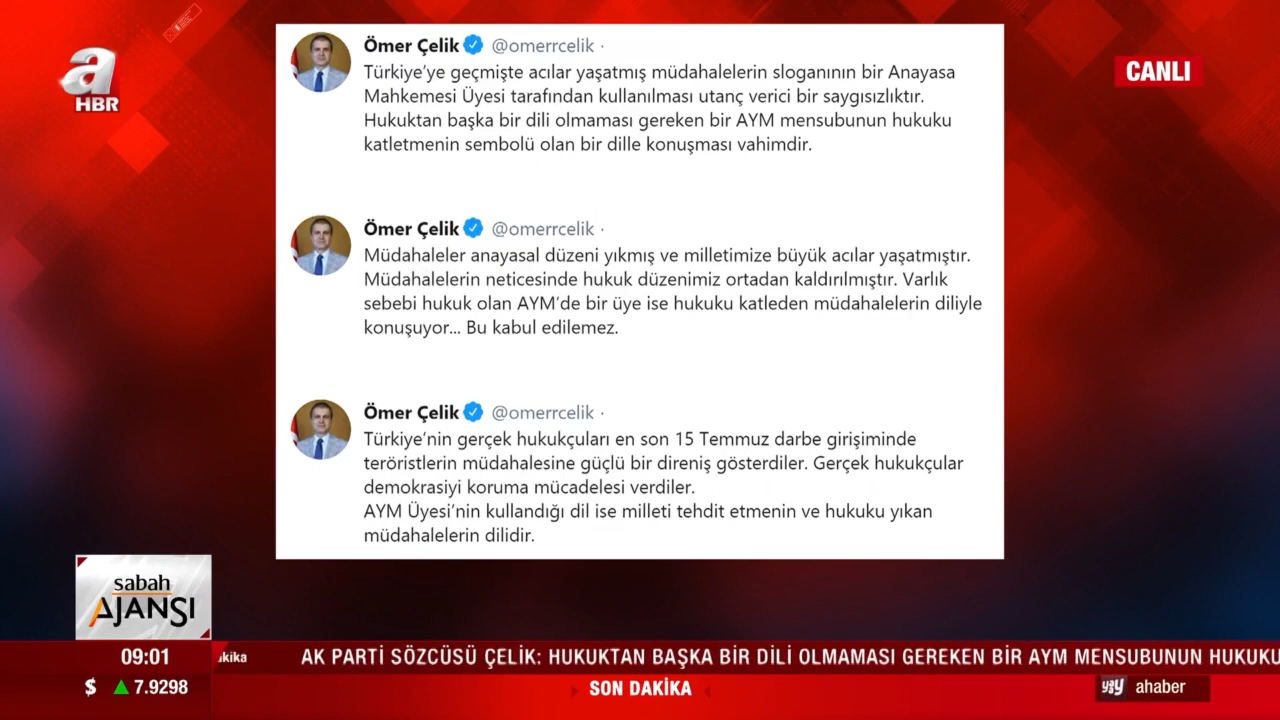 a
HBR
CANLI
Ömer Çelik @omerrcelik ·
Türkiye'ye geçmişte acılar yaşatmış müdahalelerin sloganının bir Anayasa
Mahkemesi Üyesi tarafından kullanılması utanç verici bir saygısızlıktır.
Hukuktan başka bir dili olmaması gereken bir AYM mensubunun hukuku
katletmenin sembolü olan bir dille konuşması vahimdir.
Ömer Çelik @omerrcelik ·
Müdahaleler anayasal düzeni yıkmış ve milletimize büyük acılar yaşatmıştır.
Müdahalelerin neticesinde hukuk düzenimiz ortadan kaldırılmıştır. Varlık
sebebi hukuk olan AYM'de bir üye ise hukuku katleden müdahalelerin diliyle
konuşuyor... Bu kabul edilemez.
Ömer Çelik @omerrcelik ·
Türkiye'nin gerçek hukukçuları en son 15 Temmuz darbe girişiminde
teröristlerin müdahalesine güçlü bir direniş gösterdiler. Gerçek hukukçular
demokrasiyi koruma mücadelesi verdiler.
AYM Üyesi'nin kullandığı dil ise milleti tehdit etmenin ve hukuku yıkan
müdahalelerin dilidir.
sabah
AJANSI
09:01 akika AK PARTİ SÖZCÜSÜ ÇELİK: HUKUKTAN BAŞKA BİR DİLİ OLMAMASI GEREKEN BİR AYM MENSUBUNUN HUKUKU
$ 7.9298 SON DAKİKA yay ahaber